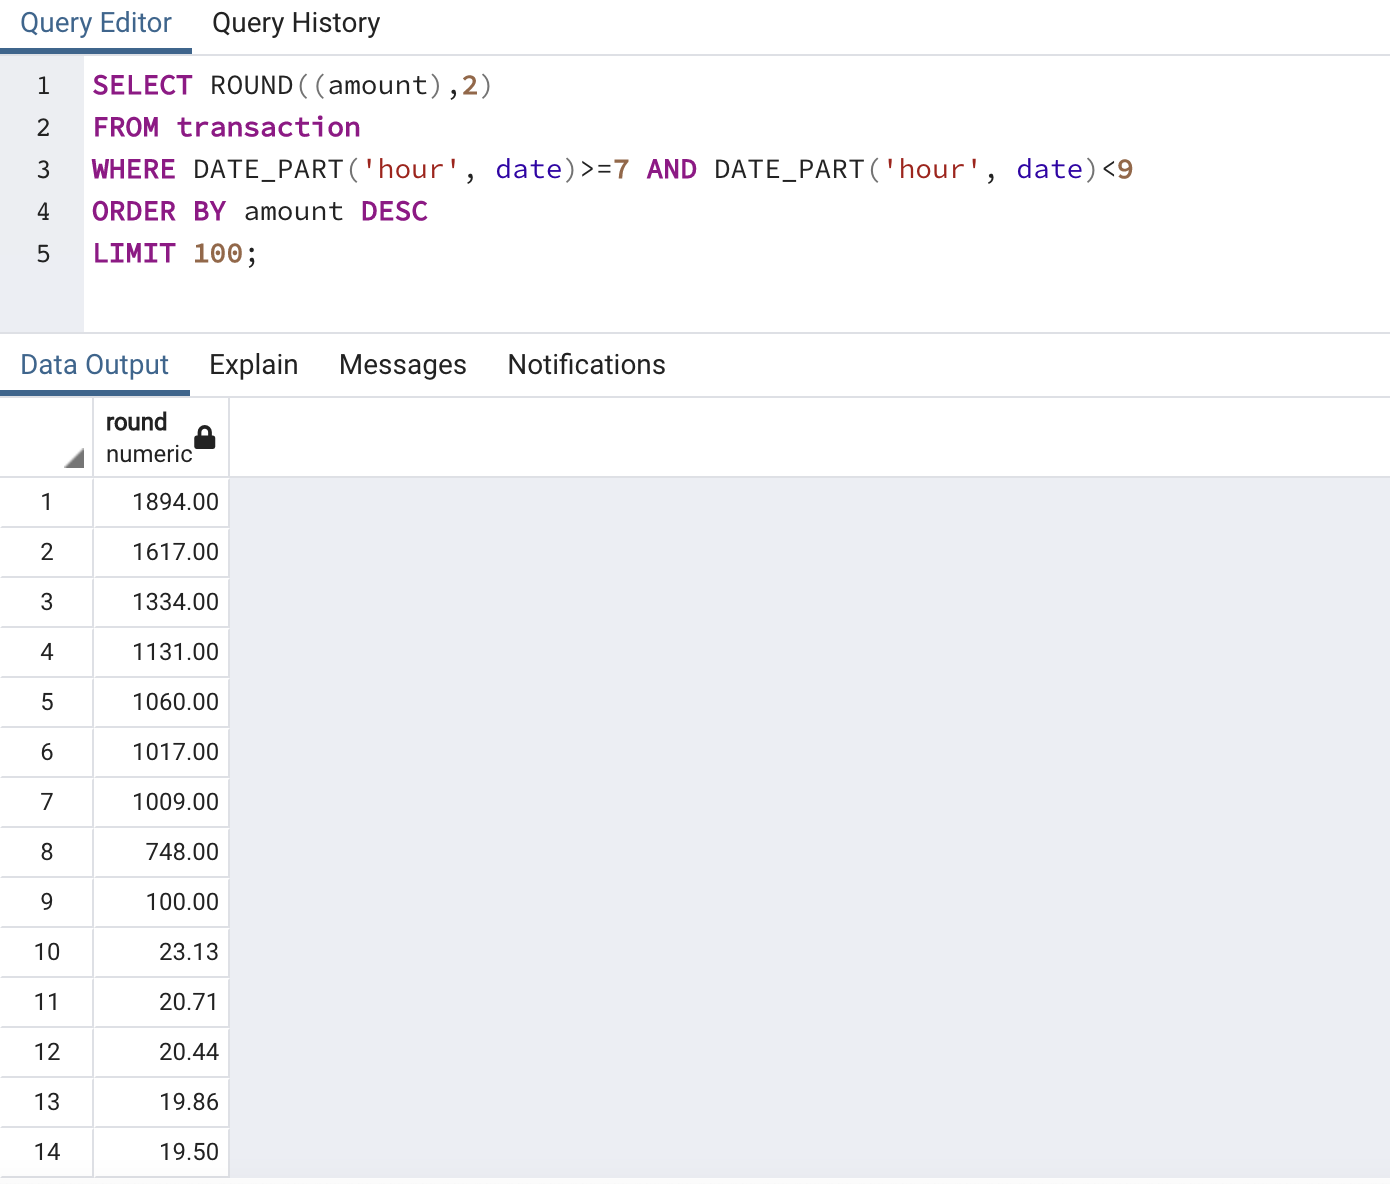 Query Editor Query History
1 SELECT ROUND((amount),2)
2 FROM transaction
3 WHERE DATE_PART('hour', date)>=7 AND DATE_PART('hour', date)<9
4 ORDER BY amount DESC
5 LIMIT 100;
Data Output Explain Messages Notifications
round
numeric
1 1894.00
2 1617.00
3 1334.00
4 1131.00
5 1060.00
6 1017.00
7 1009.00
8 748.00
9 100.00
10 23.13
11 20.71
12 20.44
13 19.86
14 19.50